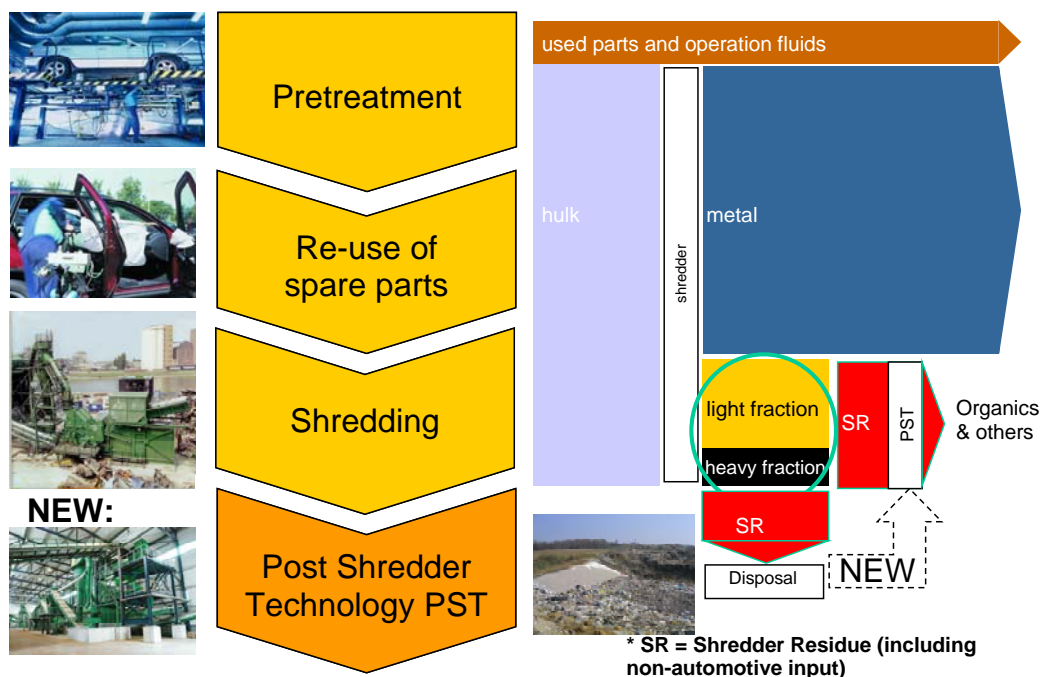 Pretreatment
Re-use of
spare parts
Shredding
NEW:
Post Shredder
Technology PST
used parts and operation fluids
hulk
shredder
metal
light fraction
heavy fraction
SR
PST
Organics
& others
SR
Disposal
NEW
* SR = Shredder Residue (including
non-automotive input)